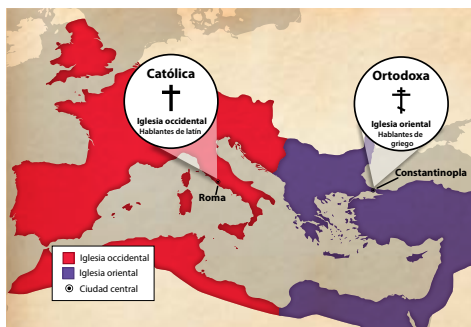 Católica
Iglesia occidental
Hablantes de latín
Ortodoxa
Iglesia oriental
Hablantes de
griego
Constantinopla
Roma
Iglesia occidental
Iglesia oriental
Ciudad central